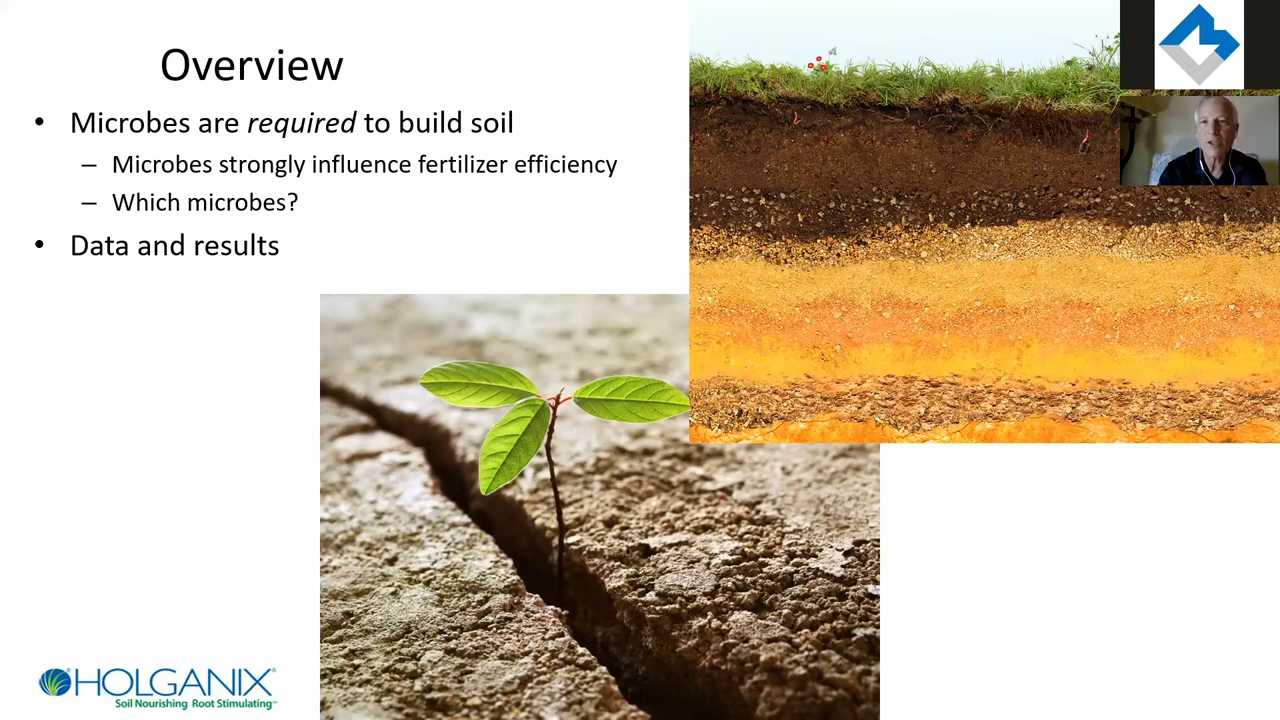 Overview
• Microbes are required to build soil
– Microbes strongly influence fertilizer efficiency
– Which microbes?
• Data and results
HOLGANIX®
Soil Nourishing Root Stimulating℠